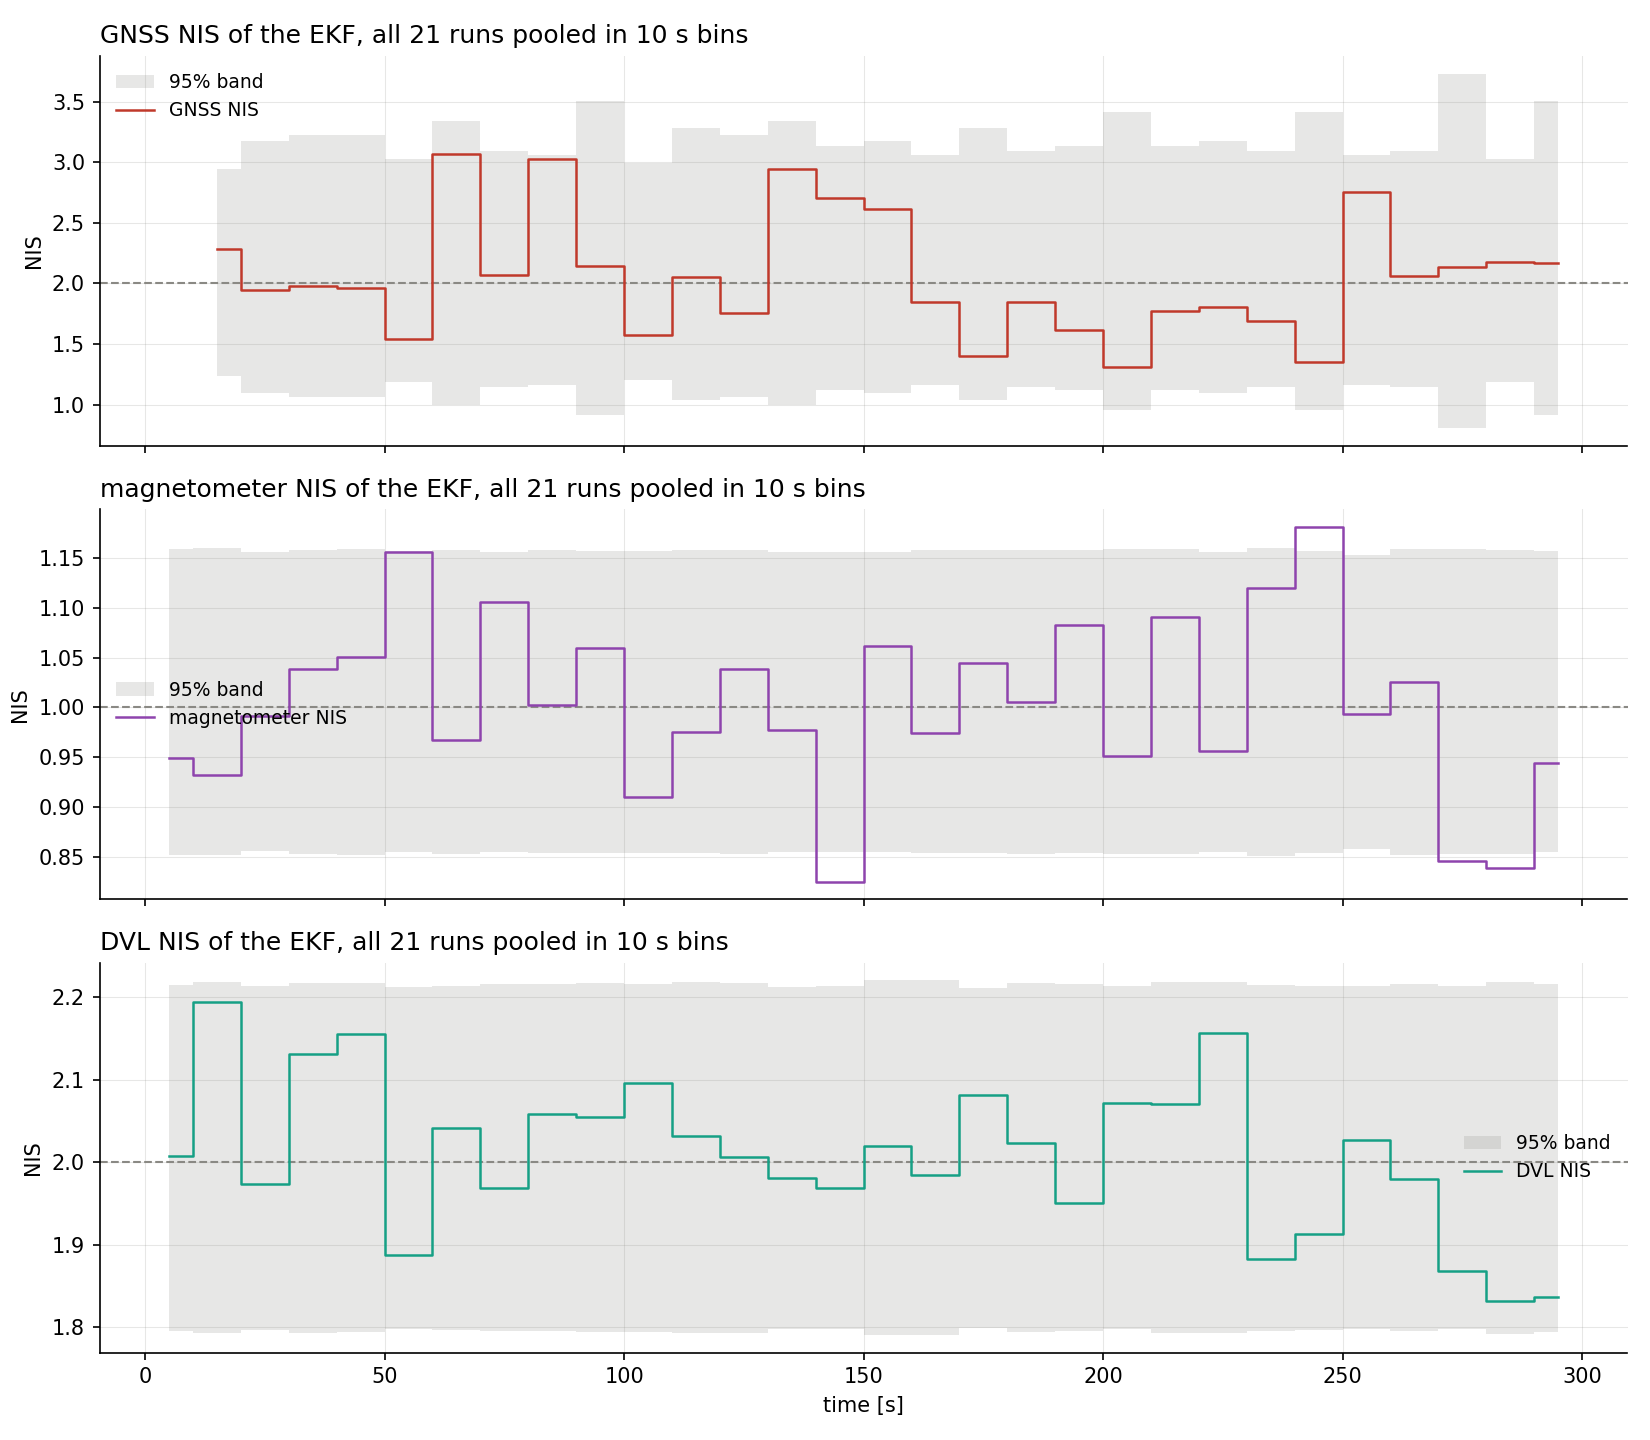 GNSS NIS of the EKF, all 21 runs pooled in 10 s bins
95% band
GNSS NIS
NIS
3.5
3.0
2.5
2.0
1.5
1.0
magnetometer NIS of the EKF, all 21 runs pooled in 10 s bins
95% band
magnetometer NIS
NIS
1.15
1.10
1.05
1.00
0.95
0.90
0.85
DVL NIS of the EKF, all 21 runs pooled in 10 s bins
95% band
DVL NIS
NIS
2.2
2.1
2.0
1.9
1.8
0 50 100 150 200 250 300
time [s]